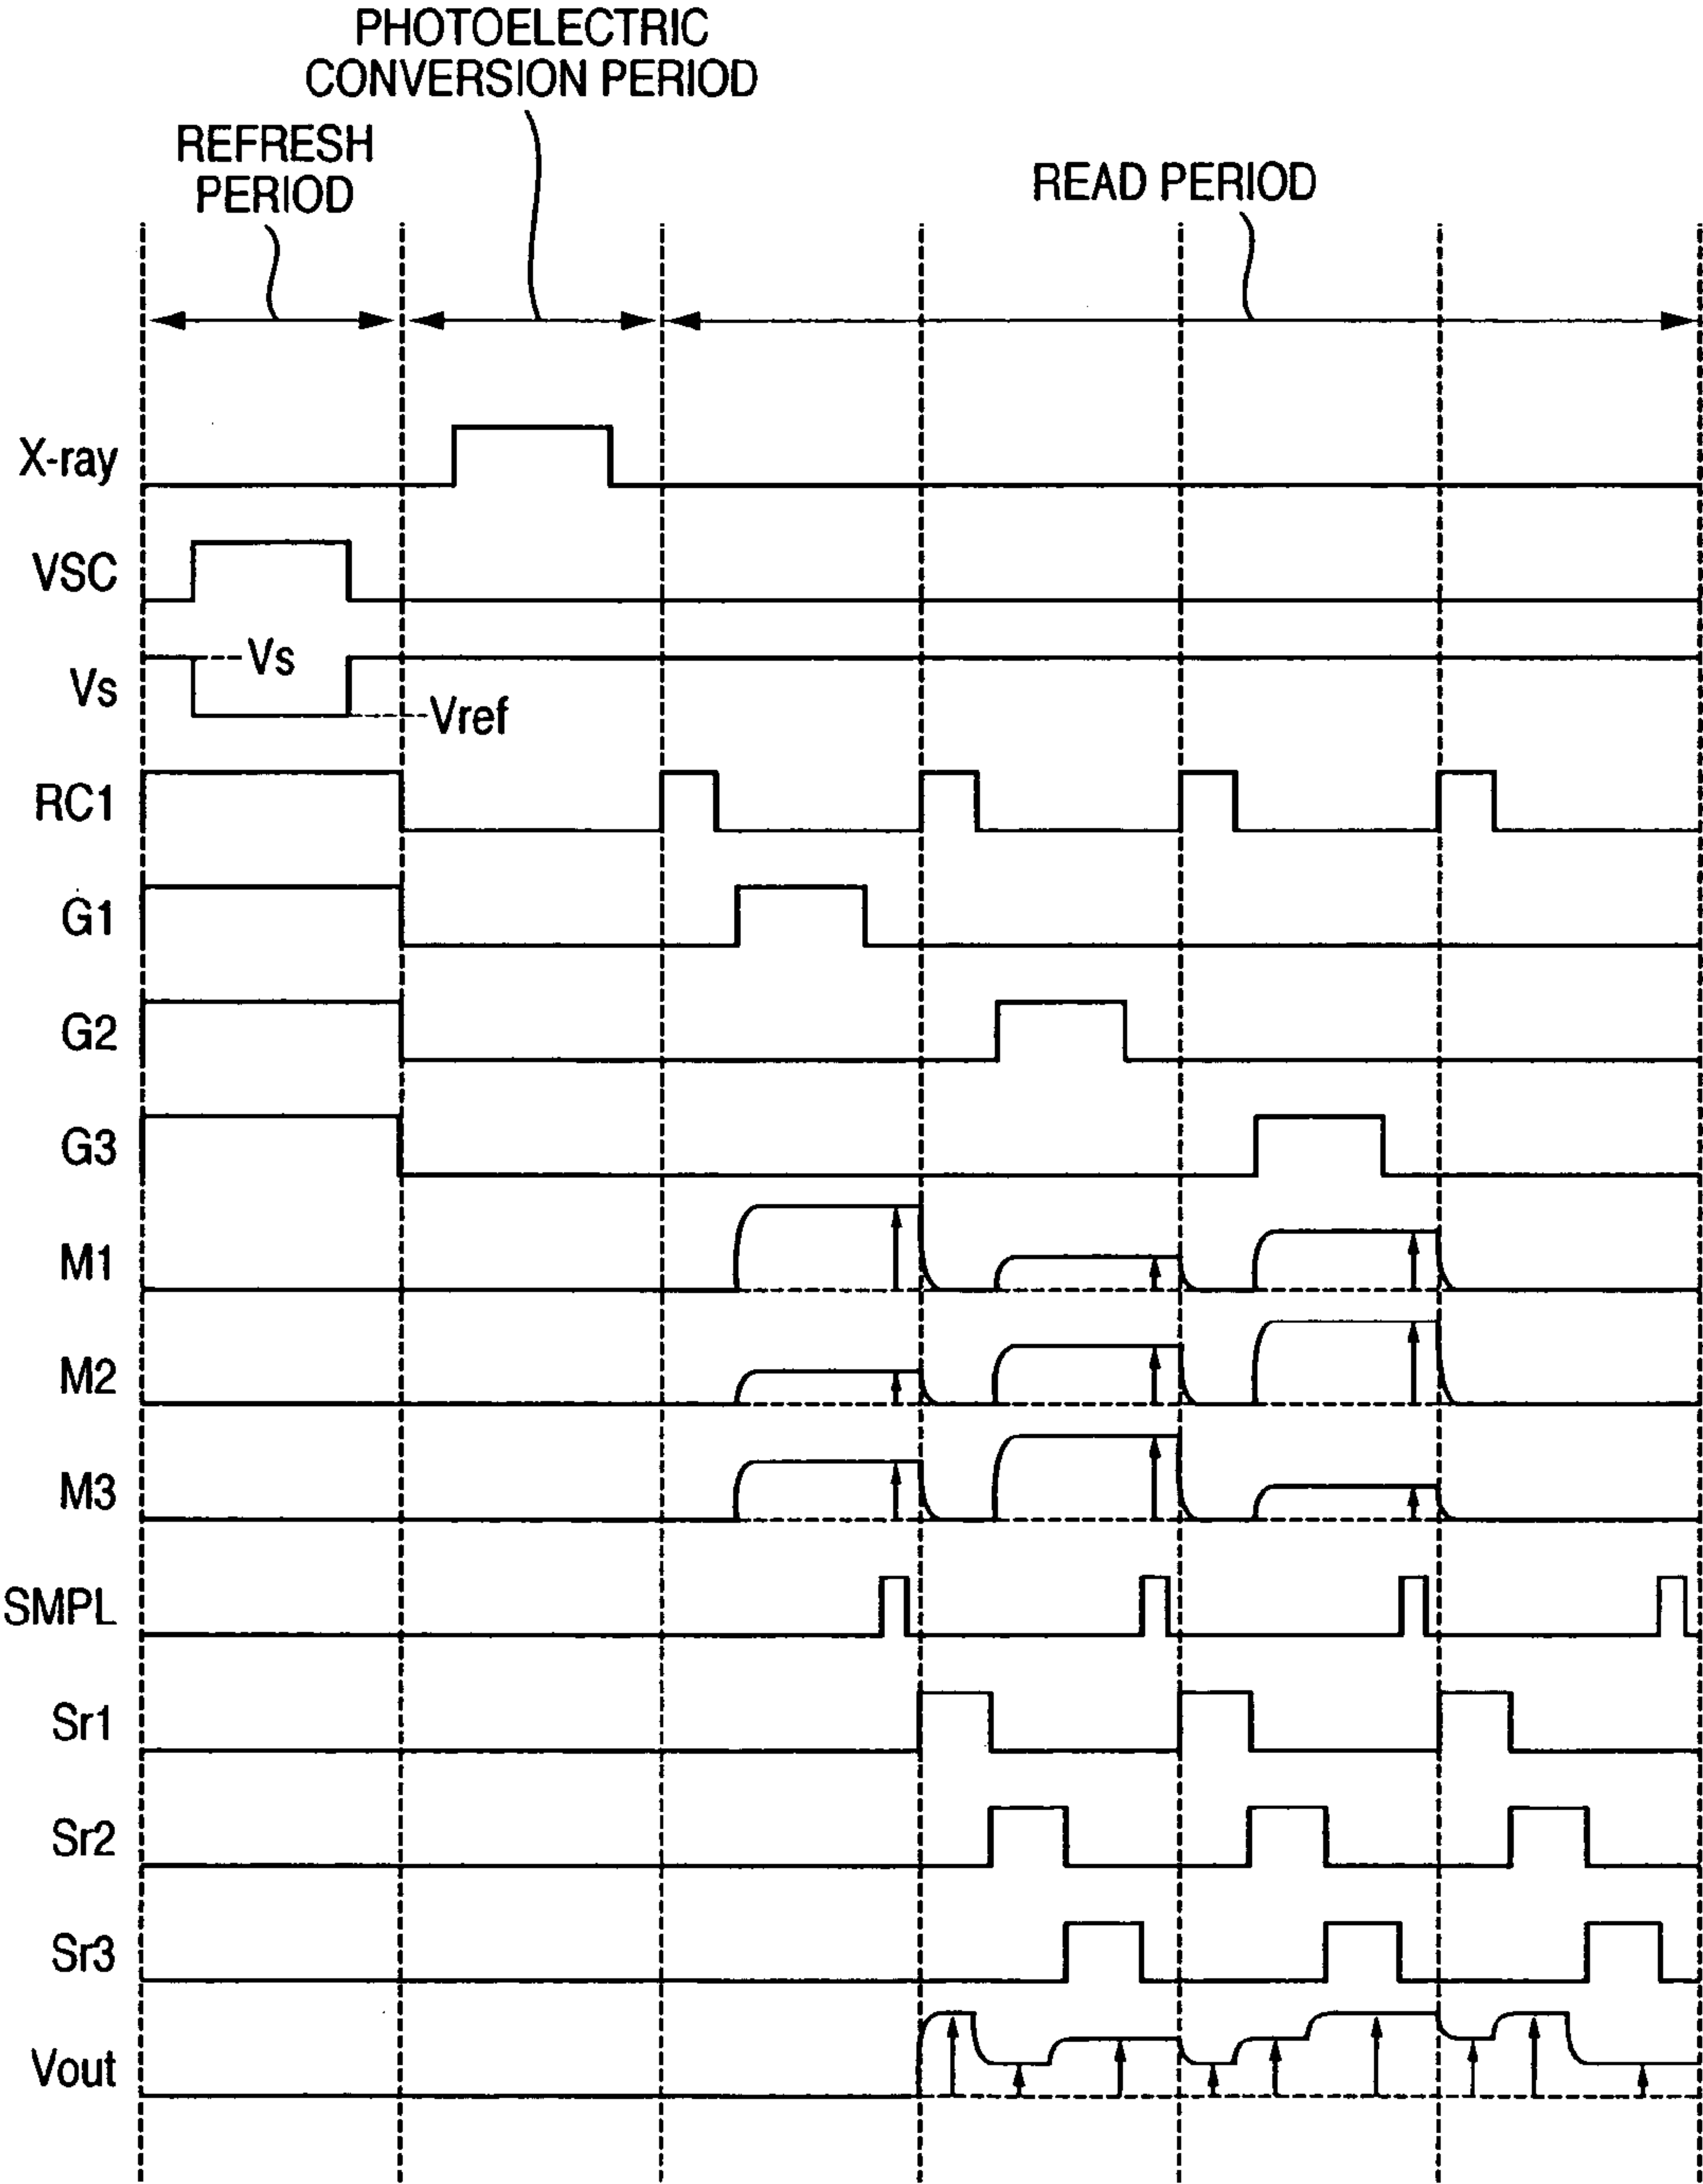 PHOTOELECTRIC
CONVERSION PERIOD
REFRESH
PERIOD
READ PERIOD
X-ray
VSC
Vs
Vs
Vref
RC1
G1
G2
G3
M1
M2
M3
SMPL
Sr1
Sr2
Sr3
Vout